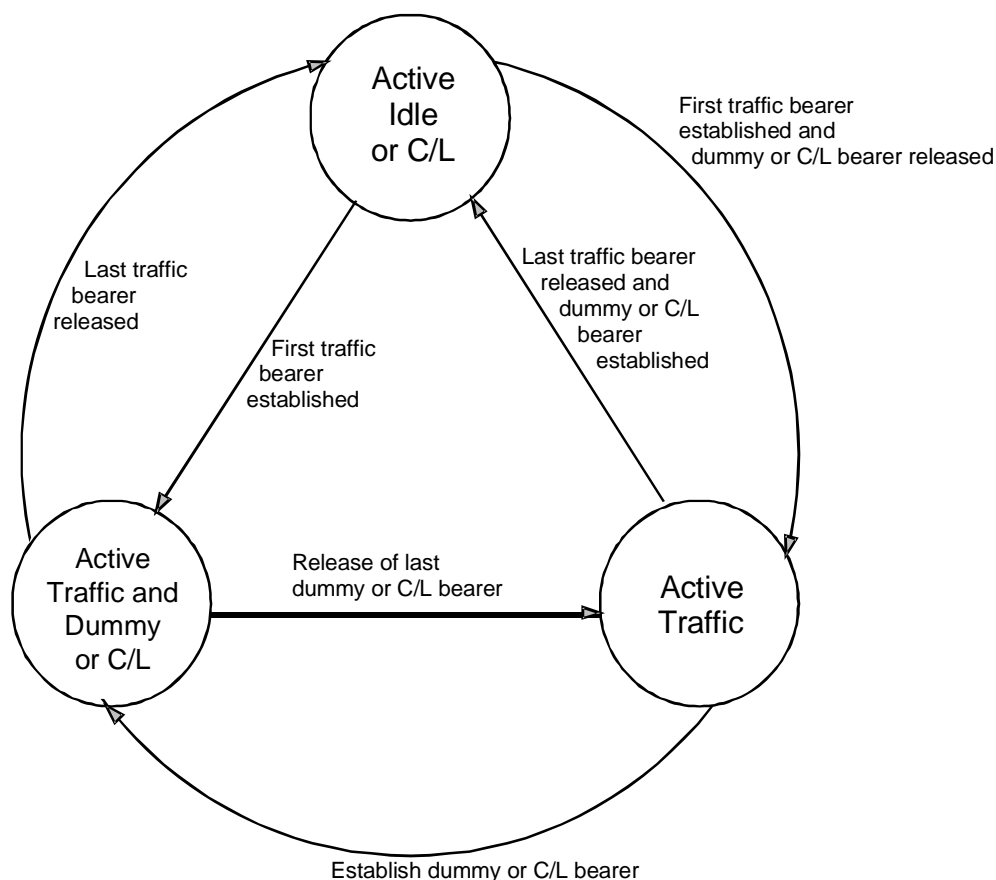 Active
Idle
or C/L
First traffic bearer
established and
dummy or C/L bearer released
Last traffic
bearer
released
Last traffic bearer
released and
dummy or C/L
bearer
established
First traffic
bearer
established
Active
Traffic and
Dummy
or C/L
Release of last
dummy or C/L bearer
Active
Traffic
Establish dummy or C/L bearer